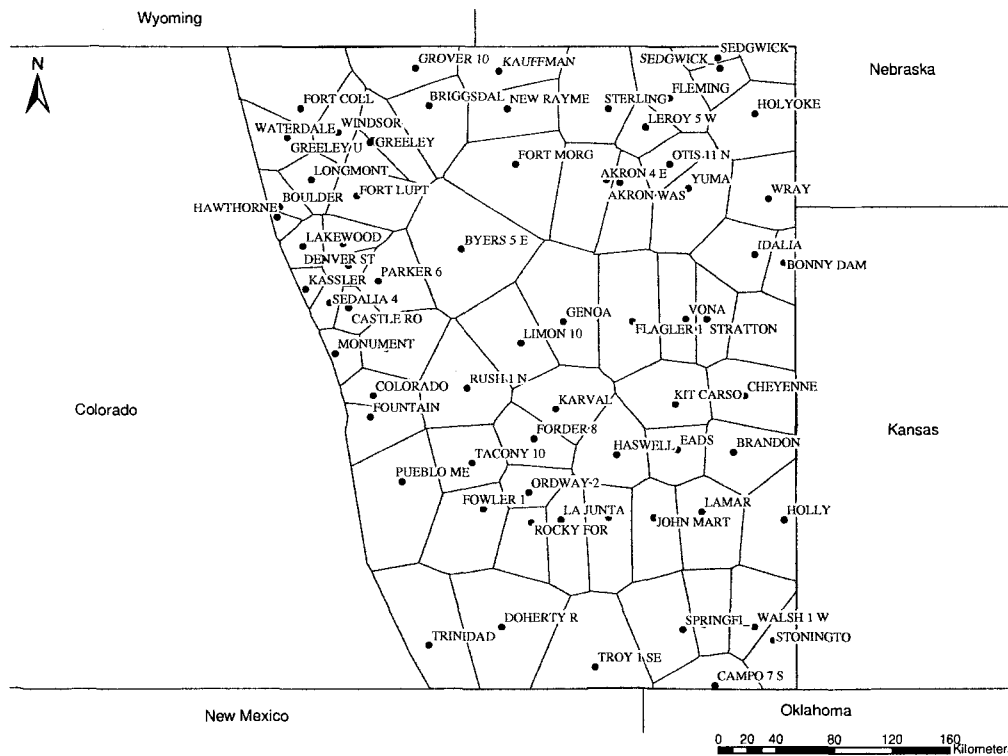 Wyoming
N
Nebraska
Colorado
Kansas
New Mexico
Oklahoma
GROVER 10
KAUFFMAN
SEDGWICK
SEDGWICK
FLEMING
FORT COLL
BRIGGSDAL
NEW RAYME
STERLING
HOLYOKE
WINDSOR
LEROY 5 W
WATERDALE
GREELEY U
GREELEY
FORT MORG
OTIS 11 N
LONGMONT
AKRON 4 E
YUMA
BOULDER
FORT LUPT
AKRON WAS
WRAY
HAWTHORNE
LAKEWOOD
BYERS 5 E
IDALIA
DENVER ST
BONNY DAM
KASSLER
PARKER 6
SEDALIA 4
CASTLE RO
GENOA
VONA
FLAGLER 1
STRATTON
LIMON 10
MONUMENT
COLORADO
RUSH 1 N
CHEYENNE
KIT CARSO
FOUNTAIN
KARVAL
FORDER 8
HASWELL
EADS
BRANDON
TACONY 10
PUEBLO ME
ORDWAY 2
FOWLER 1
LAMAR
HOLLY
LA JUNTA
JOHN MART
ROCKY FOR
DOHERTY R
SPRINGFI_
WALSH 1 W
TRINIDAD
STONINGTO
TROY 1 SE
CAMPO 7 S
0 20 40 80 120 160
Kilometer